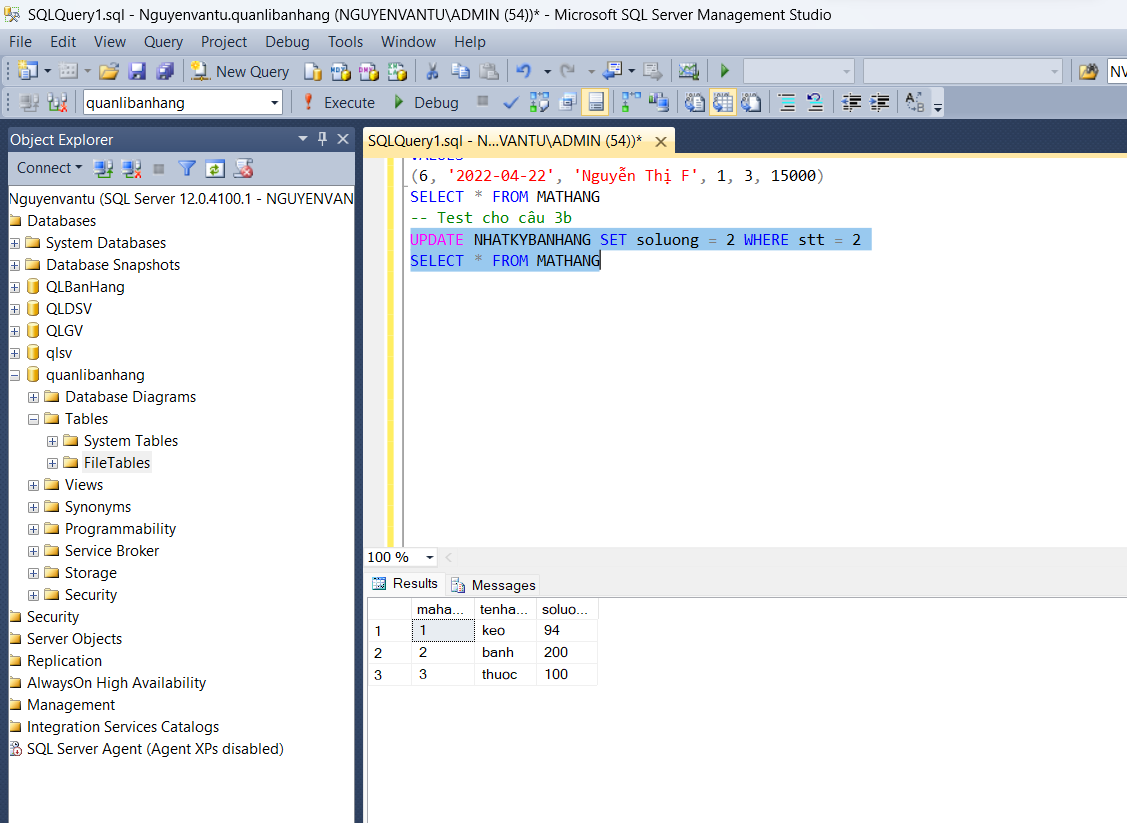 SQLQuery1.sql - Nguyenvantu.quanlibanhang (NGUYENVANTU\ADMIN (54))* - Microsoft SQL Server Management Studio
File Edit View Query Project Debug Tools Window Help
New Query NV
quanlibanhang Execute Debug
Object Explorer
Connect
Nguyenvantu (SQL Server 12.0.4100.1 - NGUYENVAN
Databases
System Databases
Database Snapshots
QLBanHang
QLDSV
QLGV
qlsv
quanlibanhang
Database Diagrams
Tables
System Tables
FileTables
Views
Synonyms
Programmability
Service Broker
Storage
Security
Security
Server Objects
Replication
AlwaysOn High Availability
Management
Integration Services Catalogs
SQL Server Agent (Agent XPs disabled)
SQLQuery1.sql - N...VANTU\ADMIN (54))*
VALUES
(6, '2022-04-22', 'Nguyễn Thị F', 1, 3, 15000)
SELECT * FROM MATHANG
-- Test cho câu 3b
UPDATE NHATKYBANHANG SET soluong = 2 WHERE stt = 2
SELECT * FROM MATHANG
100 %
Results Messages
maha... tenha... soluo...
1 1 keo 94
2 2 banh 200
3 3 thuoc 100